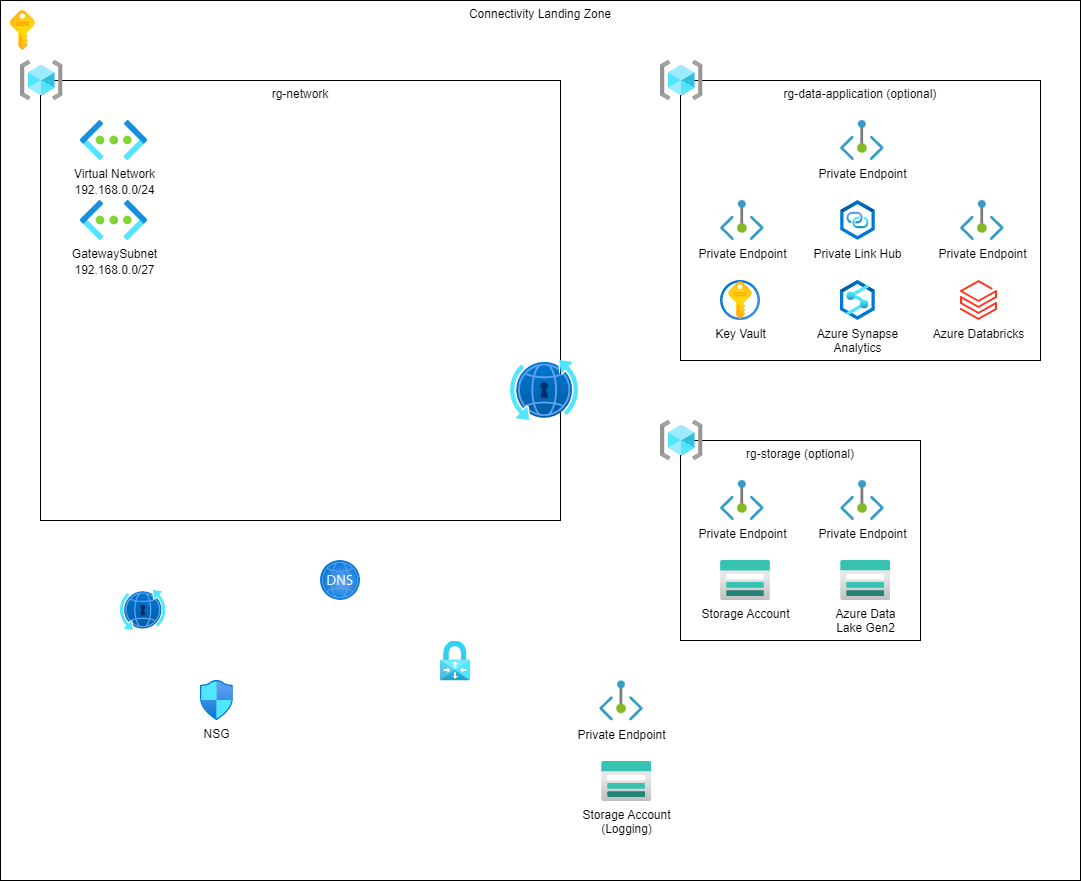 Connectivity Landing Zone
rg-network
Virtual Network
192.168.0.0/24
GatewaySubnet
192.168.0.0/27
rg-data-application (optional)
Private Endpoint
Private Endpoint
Private Link Hub
Private Endpoint
Key Vault
Azure Synapse
Analytics
Azure Databricks
rg-storage (optional)
Private Endpoint
Private Endpoint
Storage Account
Azure Data
Lake Gen2
DNS
NSG
Private Endpoint
Storage Account
(Logging)